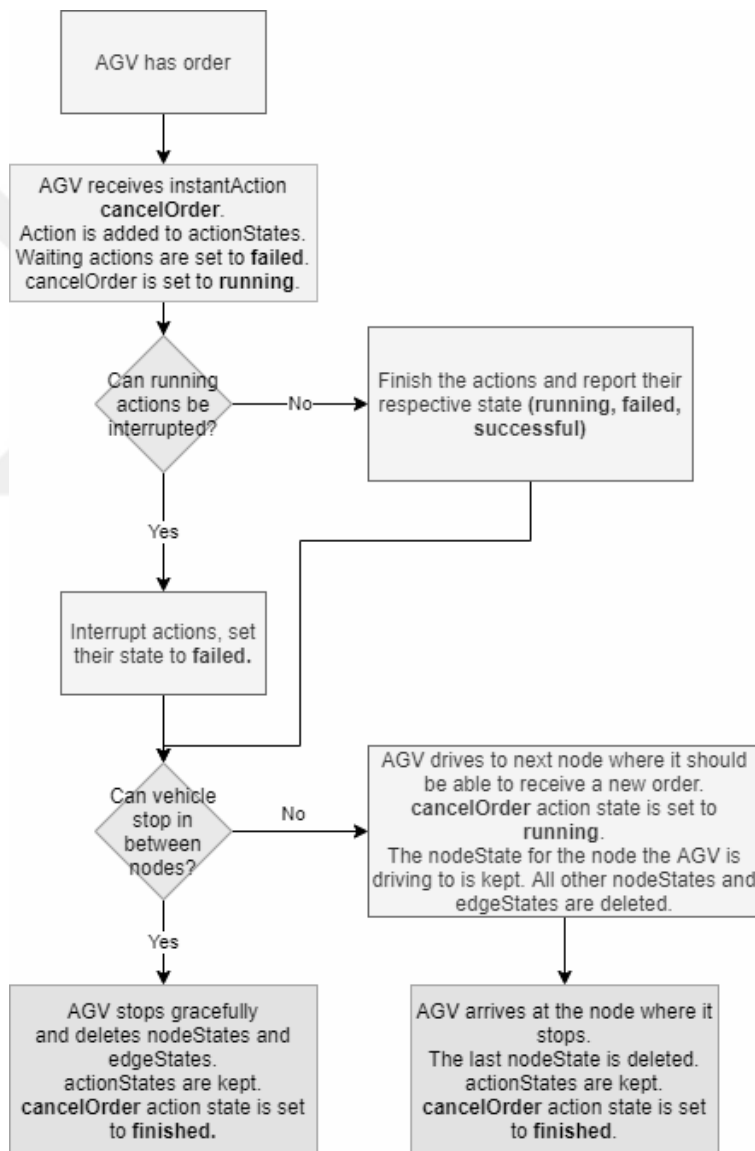 AGV has order
AGV receives instantAction
cancelOrder.
Action is added to actionStates.
Waiting actions are set to failed.
cancelOrder is set to running.
Can running
actions be
interrupted?
No
Finish the actions and report their
respective state (running, failed,
successful)
Yes
Interrupt actions, set
their state to failed.
Can vehicle
stop in
between
nodes?
No
AGV drives to next node where it should
be able to receive a new order.
cancelOrder action state is set to
running.
The nodeState for the node the AGV is
driving to is kept. All other nodeStates and
edgeStates are deleted.
Yes
AGV stops gracefully
and deletes nodeStates and
edgeStates.
actionStates are kept.
cancelOrder action state is set
to finished.
AGV arrives at the node where it
stops.
The last nodeState is deleted.
actionStates are kept.
cancelOrder action state is set
to finished.